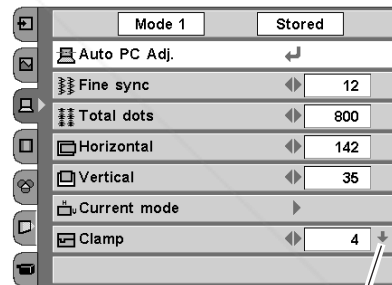 Mode 1 Stored
Auto PC Adj.
Fine sync 12
Total dots 800
Horizontal 142
Vertical 35
Current mode
Clamp 4